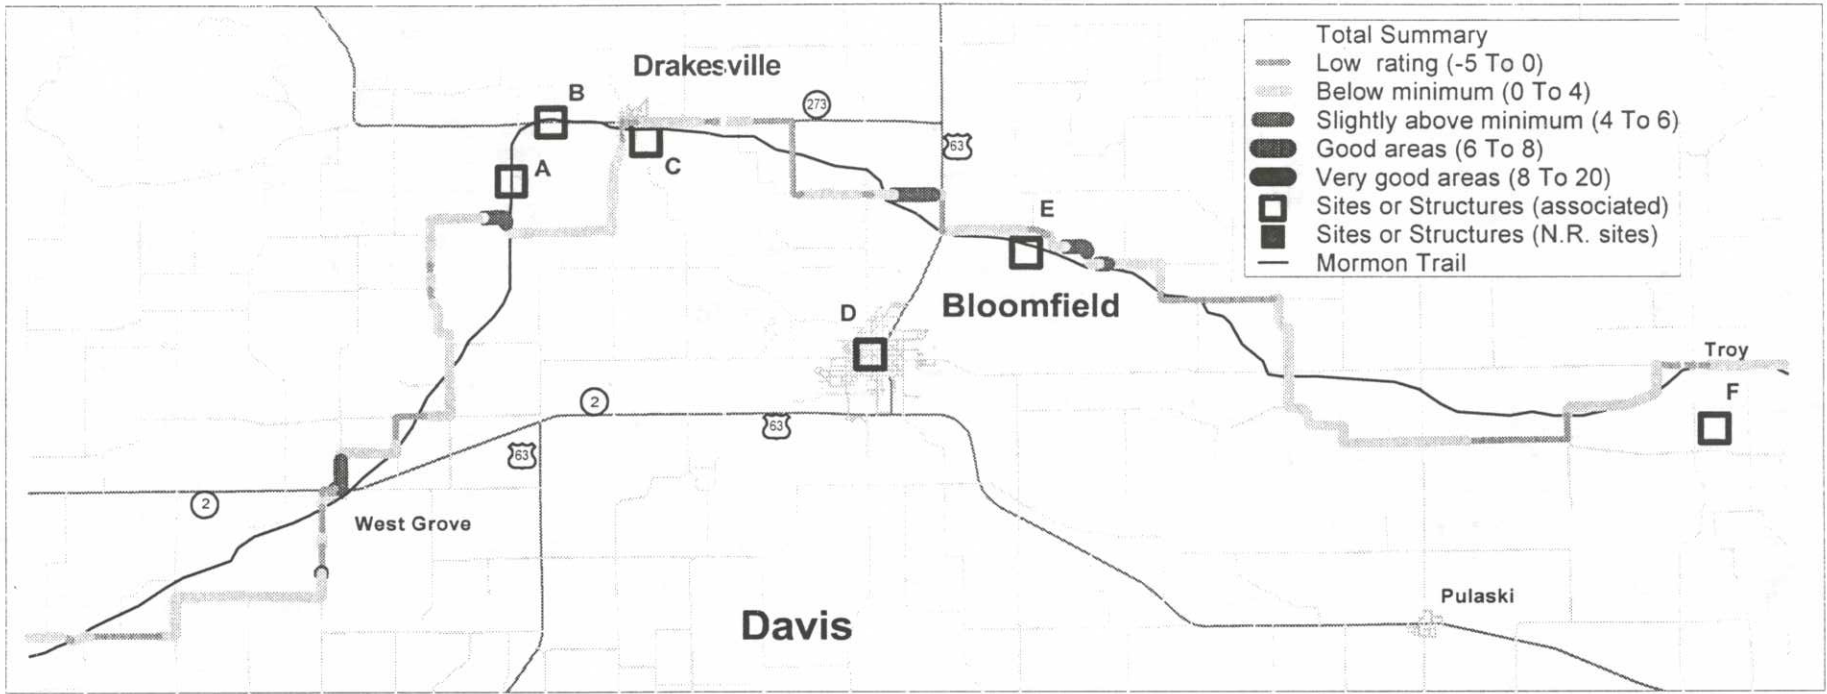 Total Summary
Low rating (-5 To 0)
Below minimum (0 To 4)
Slightly above minimum (4 To 6)
Good areas (6 To 8)
Very good areas (8 To 20)
Sites or Structures (associated)
Sites or Structures (N.R. sites)
Mormon Trail
Drakesville
B
273
63
A
C
E
Bloomfield
D
Troy
F
2
63
63
2
West Grove
Pulaski
Davis